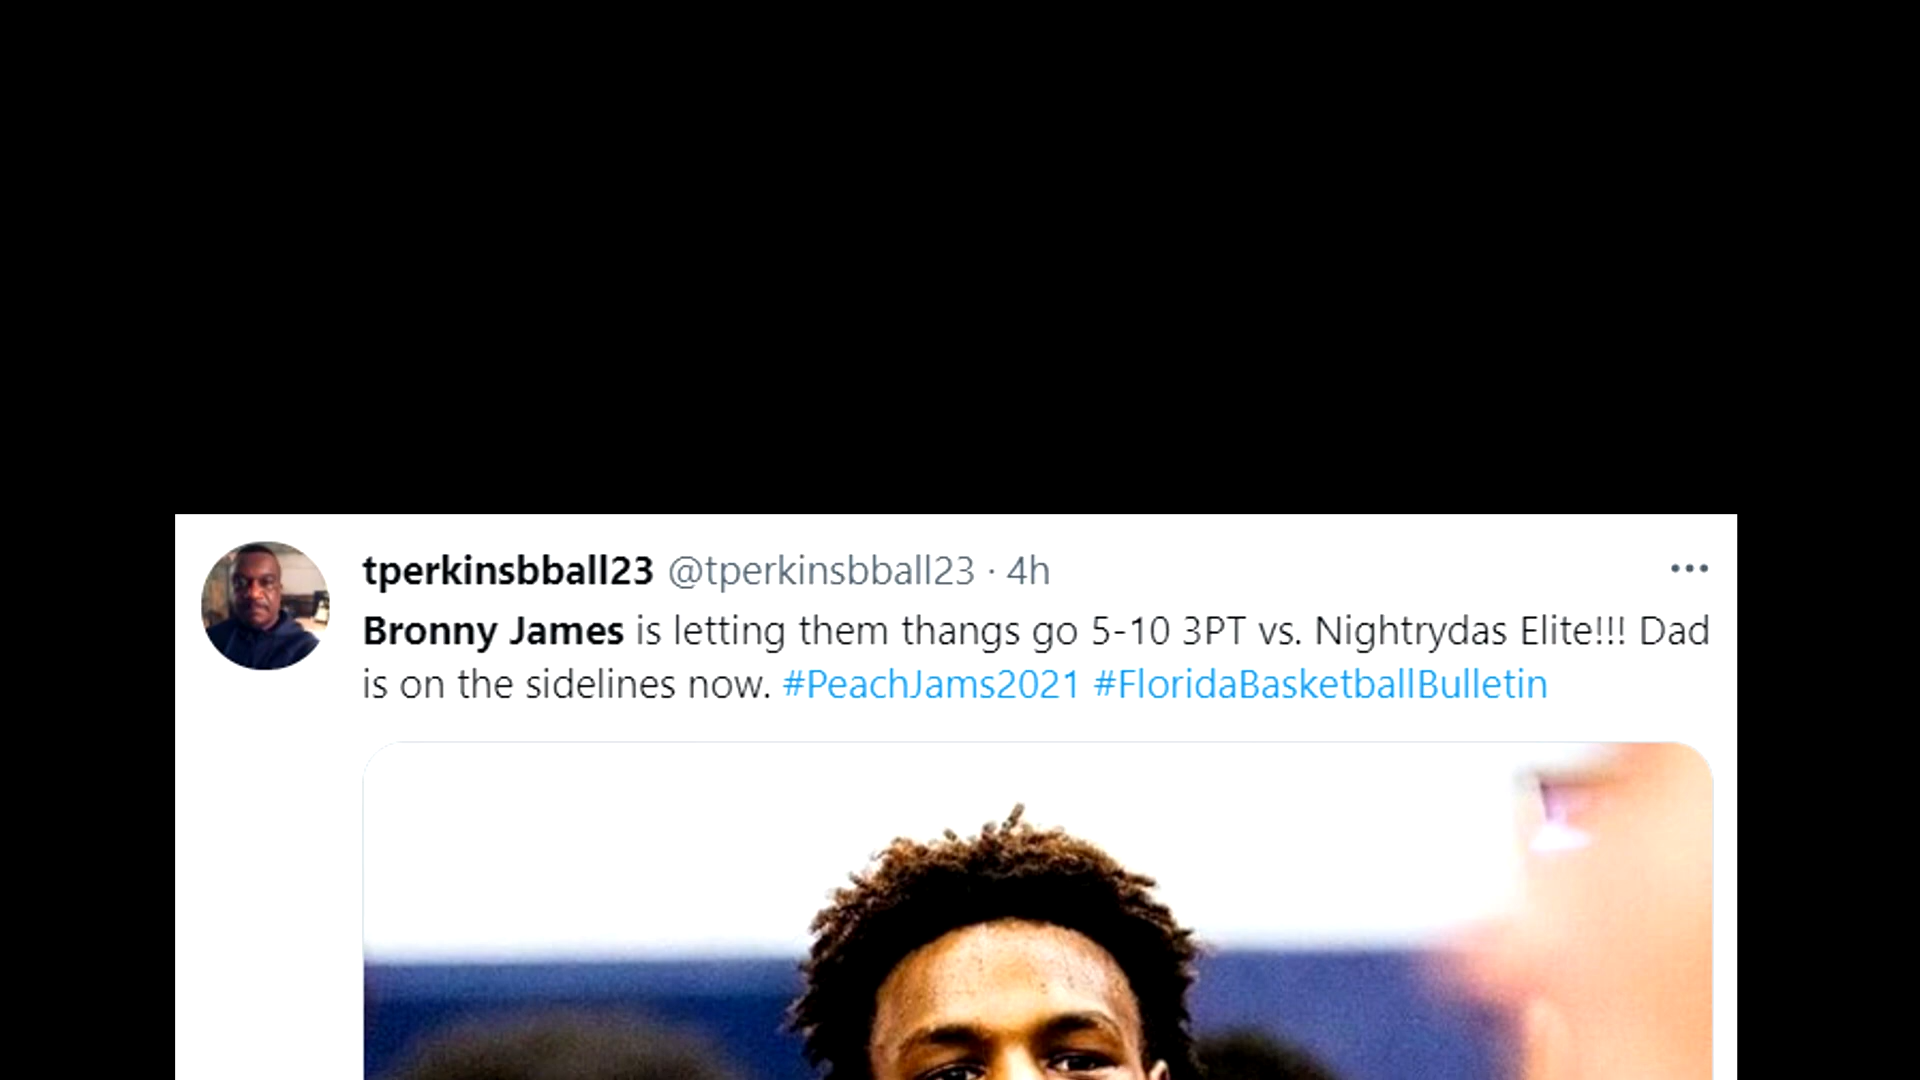 tperkinsbball23 @tperkinsbball23 · 4h
Bronny James is letting them thangs go 5-10 3PT vs. Nightrydas Elite!!! Dad
is on the sidelines now. #PeachJams2021 #FloridaBasketballBulletin